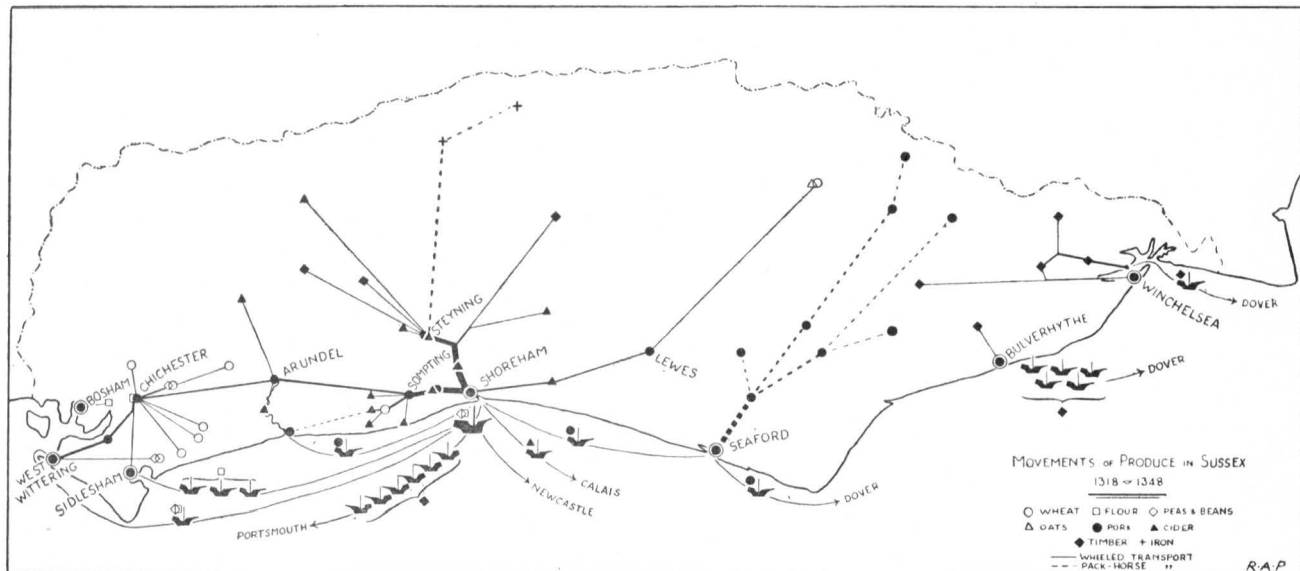 BOSHAM
CHICHESTER
ARUNDEL
SOMPTING
STEYNING
SHOREHAM
LEWES
SEAFORD
BULVERHYTHE
WINCHELSEA
DOVER
DOVER
DOVER
WEST
WITTERING
SIDLESHAM
PORTSMOUTH
NEWCASTLE
CALAIS
MOVEMENTS OF PRODUCE IN SUSSEX
1318 – 1348
WHEAT FLOUR PEAS & BEANS
OATS PORK CIDER
TIMBER IRON
WHEELED TRANSPORT
PACK-HORSE "
R.A.P